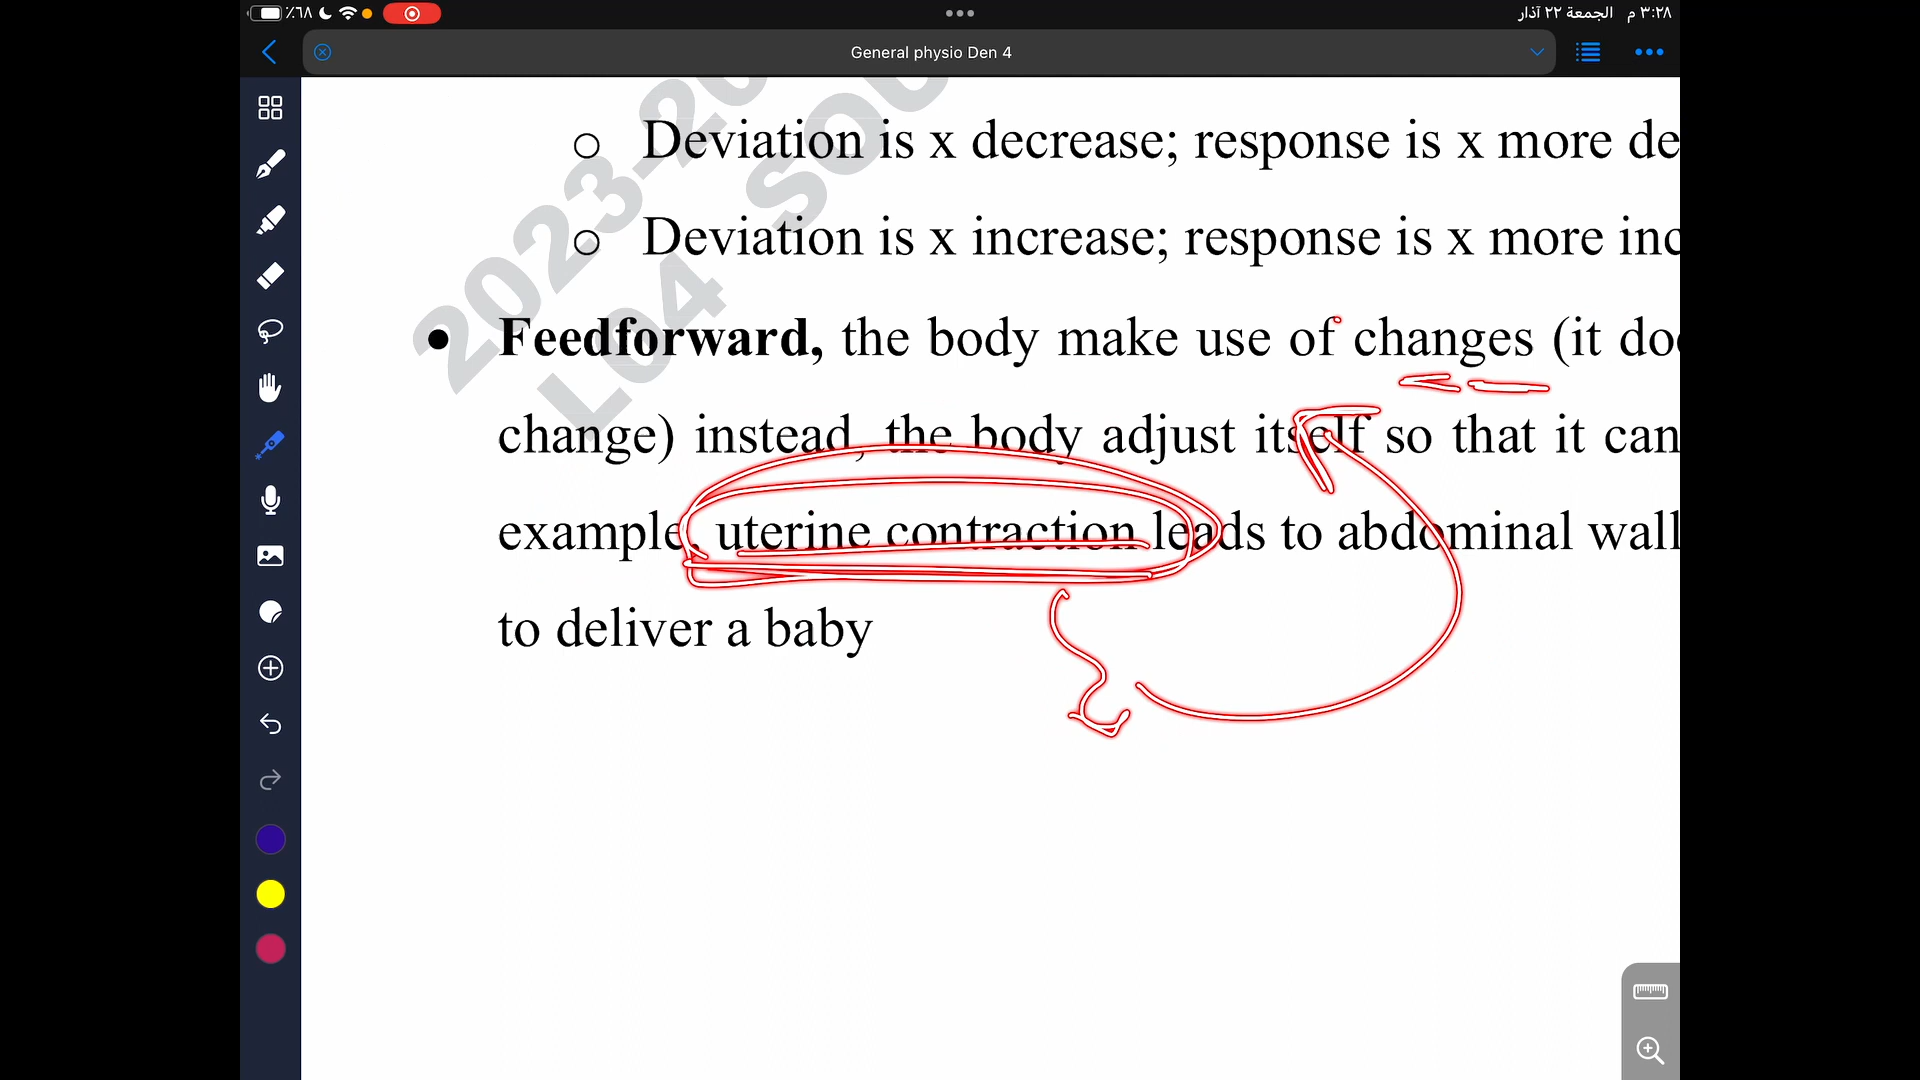 ٪٦٨
الجمعة ٢٢ آذار ٣:٢٨ م
General physio Den 4
2023-20
L04 SOU
Deviation is x decrease; response is x more de
Deviation is x increase; response is x more inc
Feedforward, the body make use of changes (it doe
change) instead, the body adjust itself so that it can
example, uterine contraction leads to abdominal wall
to deliver a baby